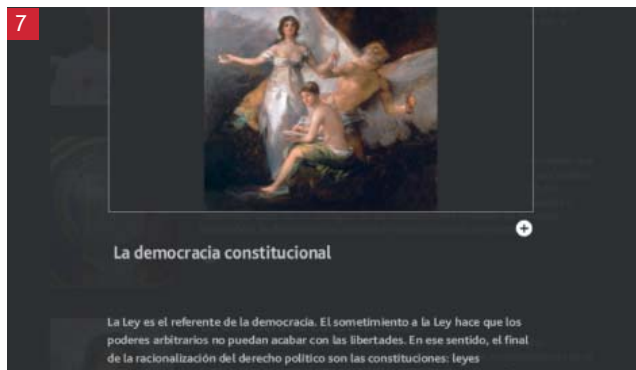 7
La democracia constitucional
La Ley es el referente de la democracia. El sometimiento a la Ley hace que los
poderes arbitrarios no puedan acabar con las libertades. En ese sentido, el final
de la racionalización del derecho político son las constituciones: leyes